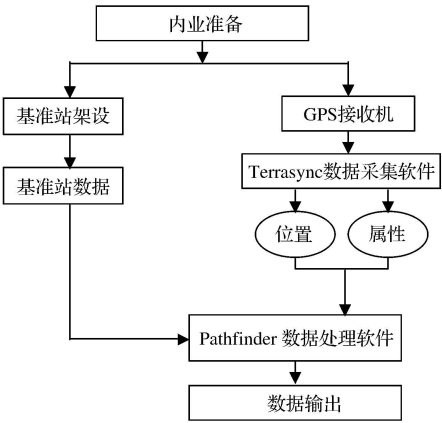 内业准备
基准站架设
GPS接收机
基准站数据
Terrasync数据采集软件
位置
属性
Pathfinder 数据处理软件
数据输出